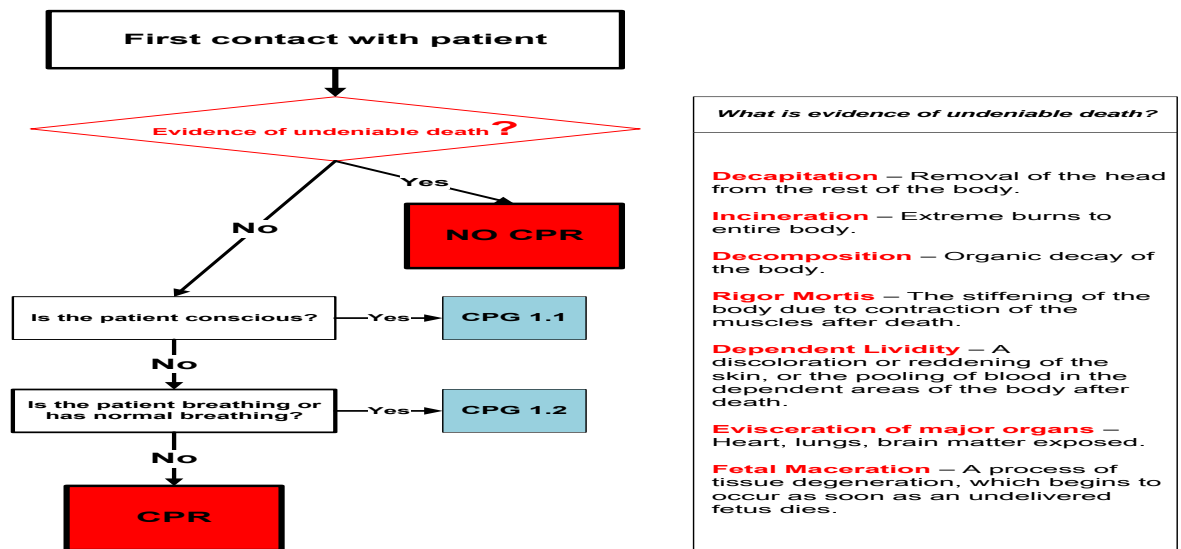 First contact with patient
Evidence of undeniable death?
Yes
No
NO CPR
Is the patient conscious?
Yes
CPG 1.1
No
Is the patient breathing or
has normal breathing?
Yes
CPG 1.2
No
CPR
What is evidence of undeniable death?
Decapitation – Removal of the head
from the rest of the body.
Incineration – Extreme burns to
entire body.
Decomposition – Organic decay of
the body.
Rigor Mortis – The stiffening of the
body due to contraction of the
muscles after death.
Dependent Lividity – A
discoloration or reddening of the
skin, or the pooling of blood in the
dependent areas of the body after
death.
Evisceration of major organs –
Heart, lungs, brain matter exposed.
Fetal Maceration – A process of
tissue degeneration, which begins to
occur as soon as an undelivered
fetus dies.